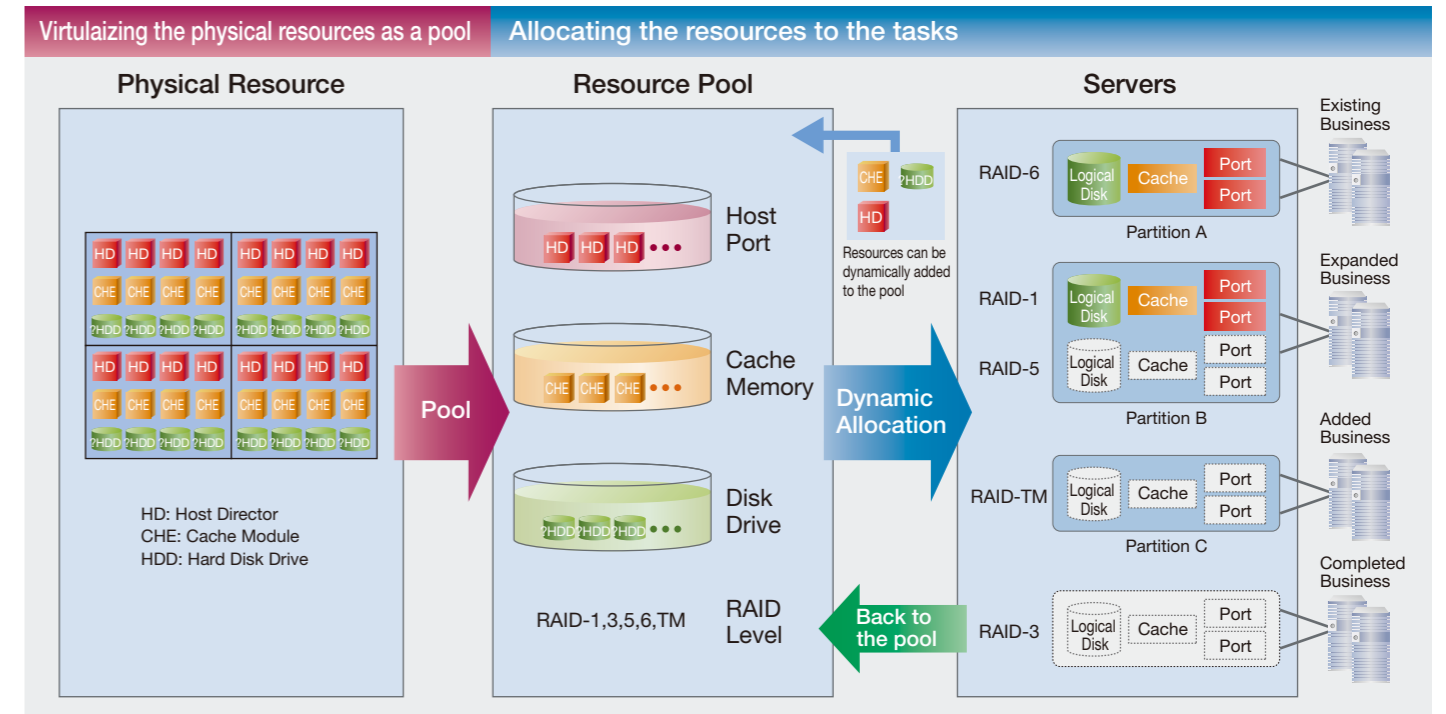 Virtulaizing the physical resources as a pool
Allocating the resources to the tasks
Physical Resource
HD HD HD HD HD HD HD HD
CHE CHE CHE CHE CHE CHE CHE CHE
?HDD ?HDD ?HDD ?HDD ?HDD ?HDD ?HDD ?HDD
HD HD HD HD HD HD HD HD
CHE CHE CHE CHE CHE CHE CHE CHE
?HDD ?HDD ?HDD ?HDD ?HDD ?HDD ?HDD ?HDD
HD: Host Director
CHE: Cache Module
HDD: Hard Disk Drive
Pool
Resource Pool
CHE ?HDD
HD
Resources can be
dynamically added
to the pool
HD HD HD •••
Host
Port
CHE CHE CHE •••
Cache
Memory
?HDD ?HDD ?HDD •••
Disk
Drive
RAID-1,3,5,6,TM
RAID
Level
Dynamic
Allocation
Back to
the pool
Servers
RAID-6
Logical
Disk
Cache
Port
Port
Partition A
Existing
Business
RAID-1
Logical
Disk
Cache
Port
Port
RAID-5
Logical
Disk
Cache
Port
Port
Partition B
Expanded
Business
RAID-TM
Logical
Disk
Cache
Port
Port
Partition C
Added
Business
RAID-3
Logical
Disk
Cache
Port
Port
Completed
Business